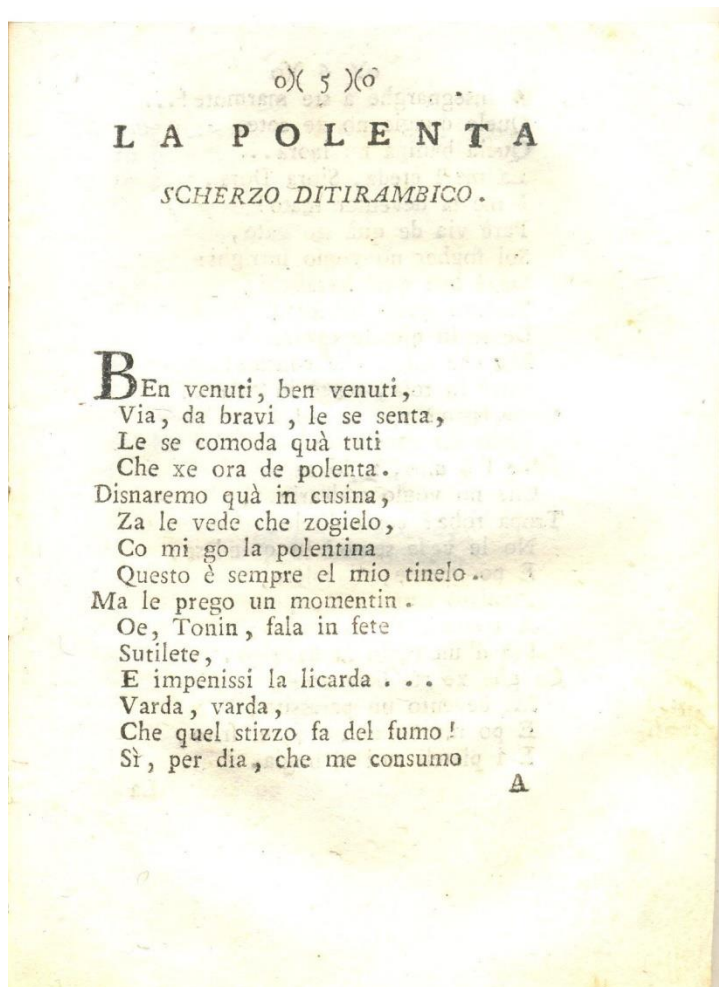 o)( 5 )(o
LA POLENTA
SCHERZO DITIRAMBICO.
BEn venuti, ben venuti,
Via, da bravi, le se senta,
Le se comoda quà tuti
Che xe ora de polenta.
Disnaremo quà in cusina,
Za le vede che zogielo,
Co mi go la polentina
Questo è sempre el mio tinelo.
Ma le prego un momentin.
Oe, Tonin, fala in fete
Sutilete,
E impenissi la licarda ...
Varda, varda,
Che quel stizzo fa del fumo!
Sì, per dia, che me consumo
A